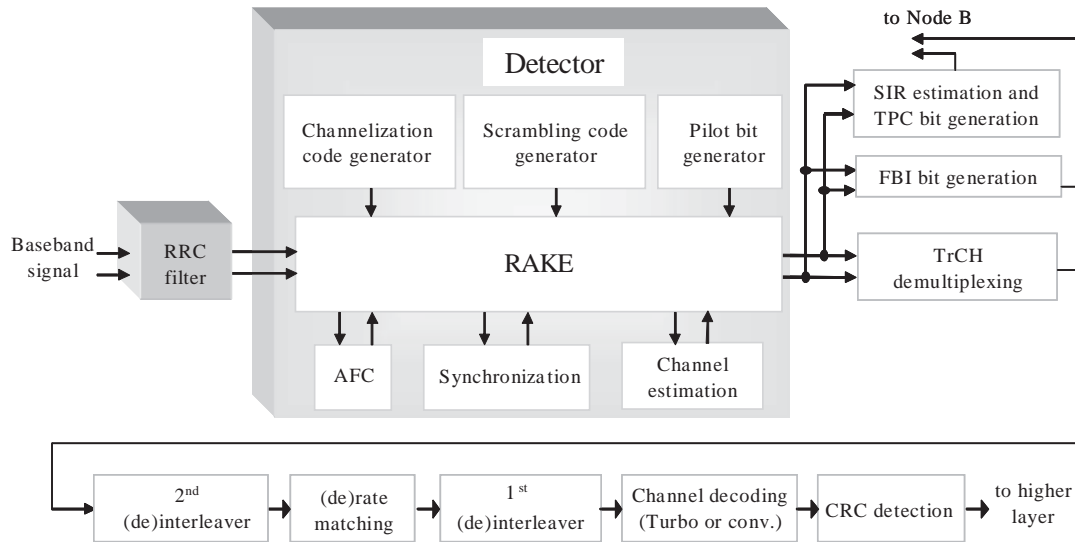 to Node B
Detector
SIR estimation and
TPC bit generation
Channelization
code generator
Scrambling code
generator
Pilot bit
generator
FBI bit generation
Baseband
signal
RRC
filter
RAKE
TrCH
demultiplexing
AFC
Synchronization
Channel
estimation
2nd
(de)interleaver
(de)rate
matching
1st
(de)interleaver
Channel decoding
(Turbo or conv.)
CRC detection
to higher
layer